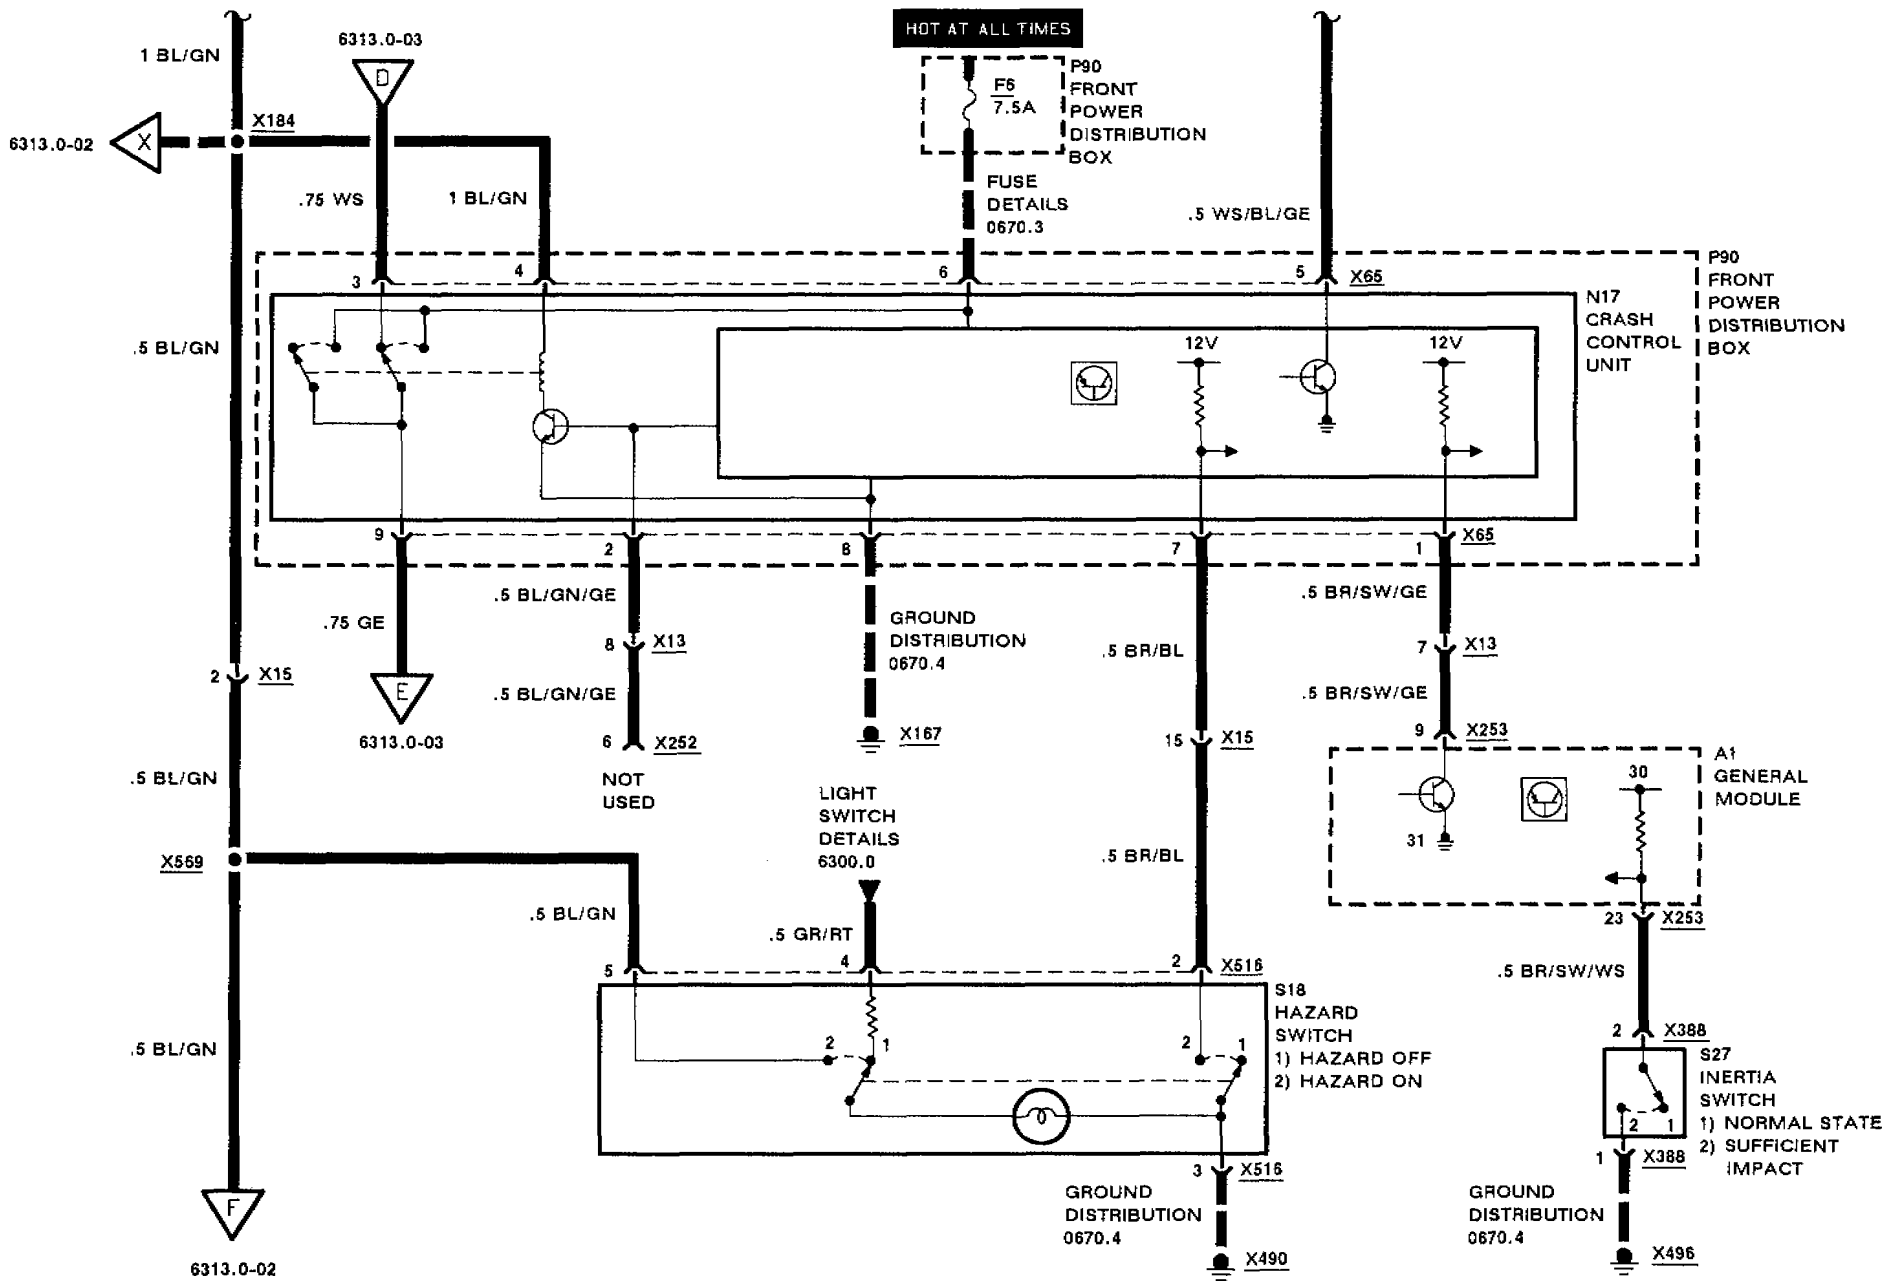 HOT AT ALL TIMES
1 BL/GN
6313.0-03
D
P90
FRONT
POWER
DISTRIBUTION
BOX
F6
7.5A
X184
6313.0-02
X
.75 WS
1 BL/GN
FUSE
DETAILS
0670.3
.5 WS/BL/GE
3
4
6
5
X65
P90
FRONT
POWER
DISTRIBUTION
BOX
N17
CRASH
CONTROL
UNIT
.5 BL/GN
12V
12V
9
2
8
7
1
X65
.75 GE
.5 BL/GN/GE
GROUND
DISTRIBUTION
0670.4
.5 BR/BL
.5 BR/SW/GE
8
X13
7
X13
2
X15
E
6313.0-03
.5 BL/GN/GE
.5 BR/SW/GE
6
X252
NOT
USED
X167
15
X15
9
X253
A1
GENERAL
MODULE
30
31
.5 BL/GN
LIGHT
SWITCH
DETAILS
6300.0
X569
.5 BR/BL
.5 BL/GN
.5 GR/RT
23
X253
5
4
2
X516
.5 BR/SW/WS
S18
HAZARD
SWITCH
1) HAZARD OFF
2) HAZARD ON
2
1
2
1
.5 BL/GN
2
X388
S27
INERTIA
SWITCH
1) NORMAL STATE
2) SUFFICIENT
IMPACT
2
1
3
X516
1
X388
GROUND
DISTRIBUTION
0670.4
GROUND
DISTRIBUTION
0670.4
F
6313.0-02
X490
X496